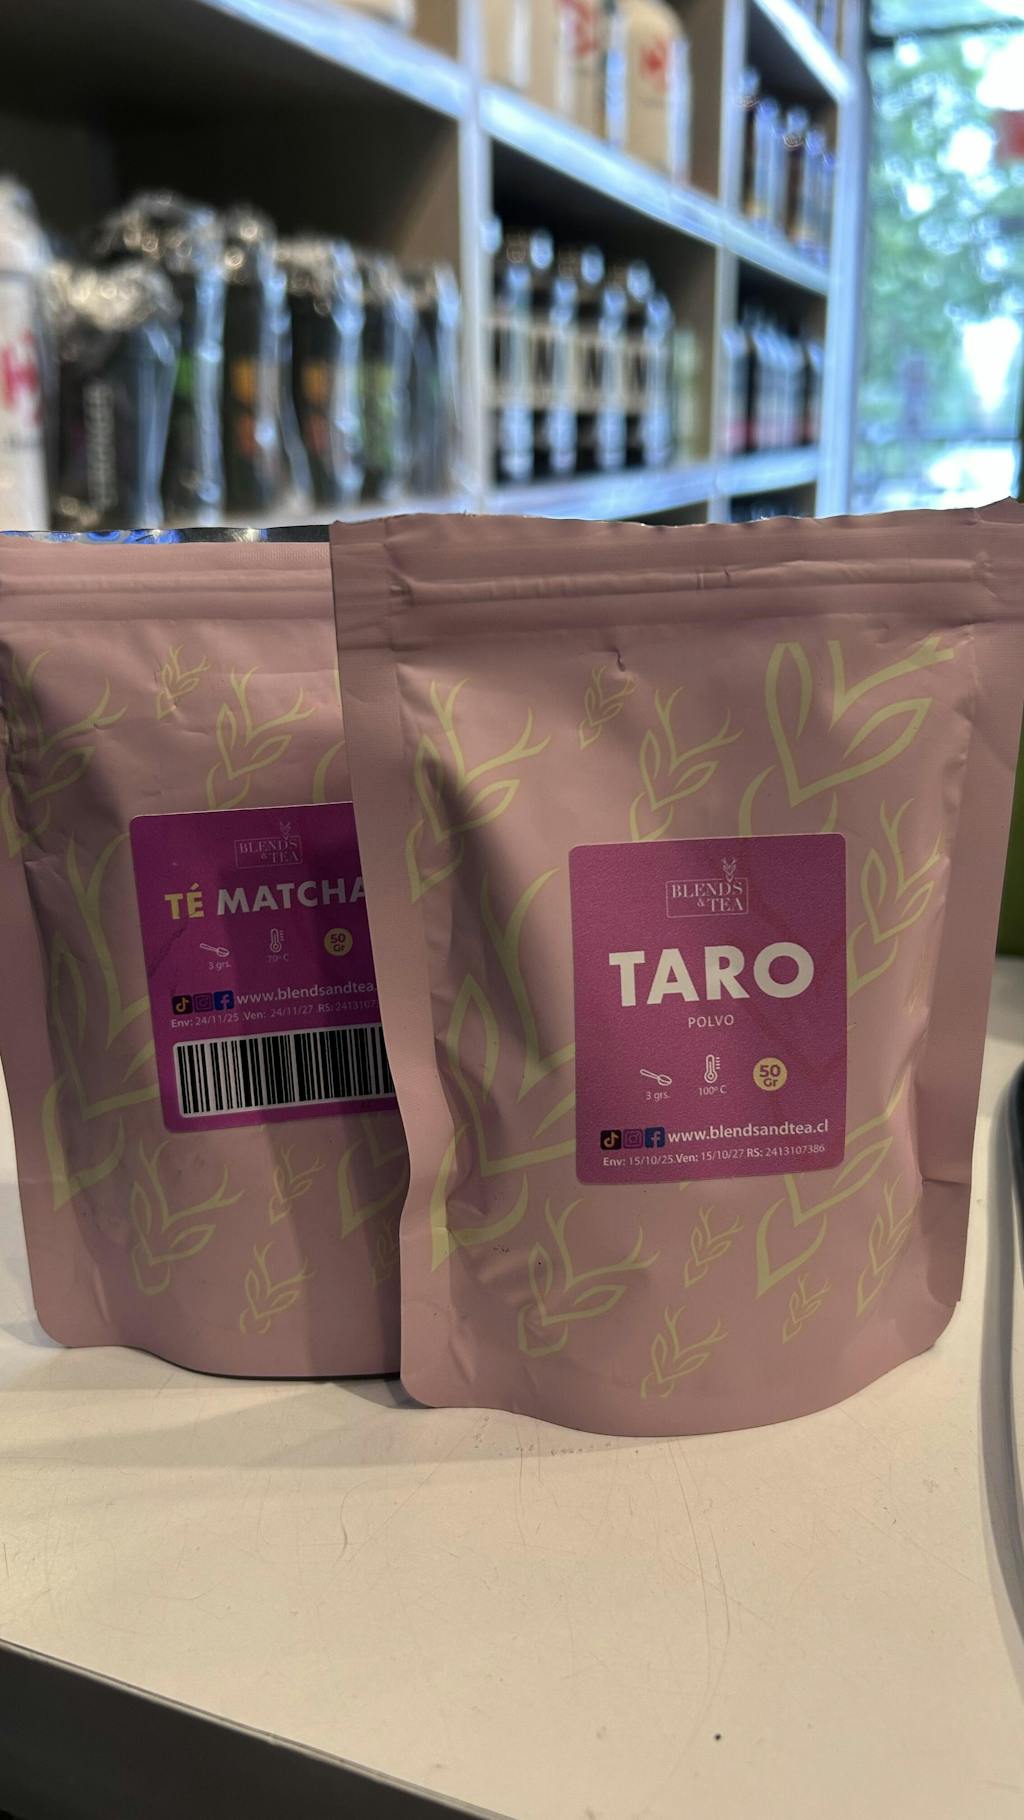 BLENDS
& TEA
TÉ MATCHA
3 grs.
70º C
50
Gr
www.blendsandtea.
Env: 24/11/25 .Ven: 24/11/27 .RS: 2413107
BLENDS
& TEA
TARO
POLVO
3 grs.
100º C
50
Gr
www.blendsandtea.cl
Env: 15/10/25.Ven: 15/10/27 RS: 2413107386